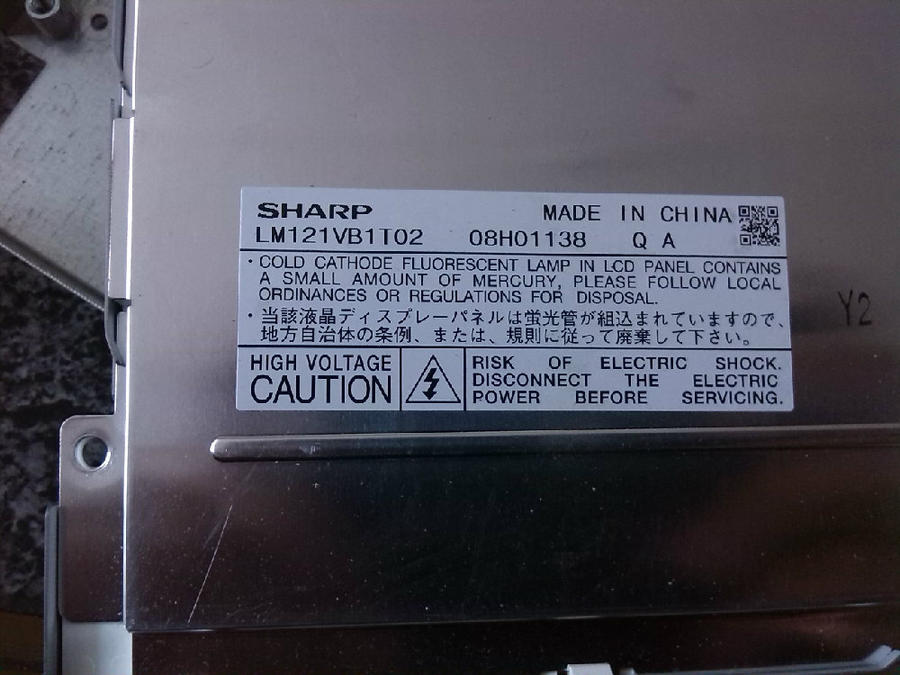 SHARP MADE IN CHINA
LM121VB1T02 08H01138 Q A
・COLD CATHODE FLUORESCENT LAMP IN LCD PANEL CONTAINS
A SMALL AMOUNT OF MERCURY, PLEASE FOLLOW LOCAL
ORDINANCES OR REGULATIONS FOR DISPOSAL.
・当該液晶ディスプレーパネルは蛍光管が組込まれていますので、
地方自治体の条例、または、規則に従って廃棄して下さい。
HIGH VOLTAGE
CAUTION
RISK OF ELECTRIC SHOCK.
DISCONNECT THE ELECTRIC
POWER BEFORE SERVICING.
Y2